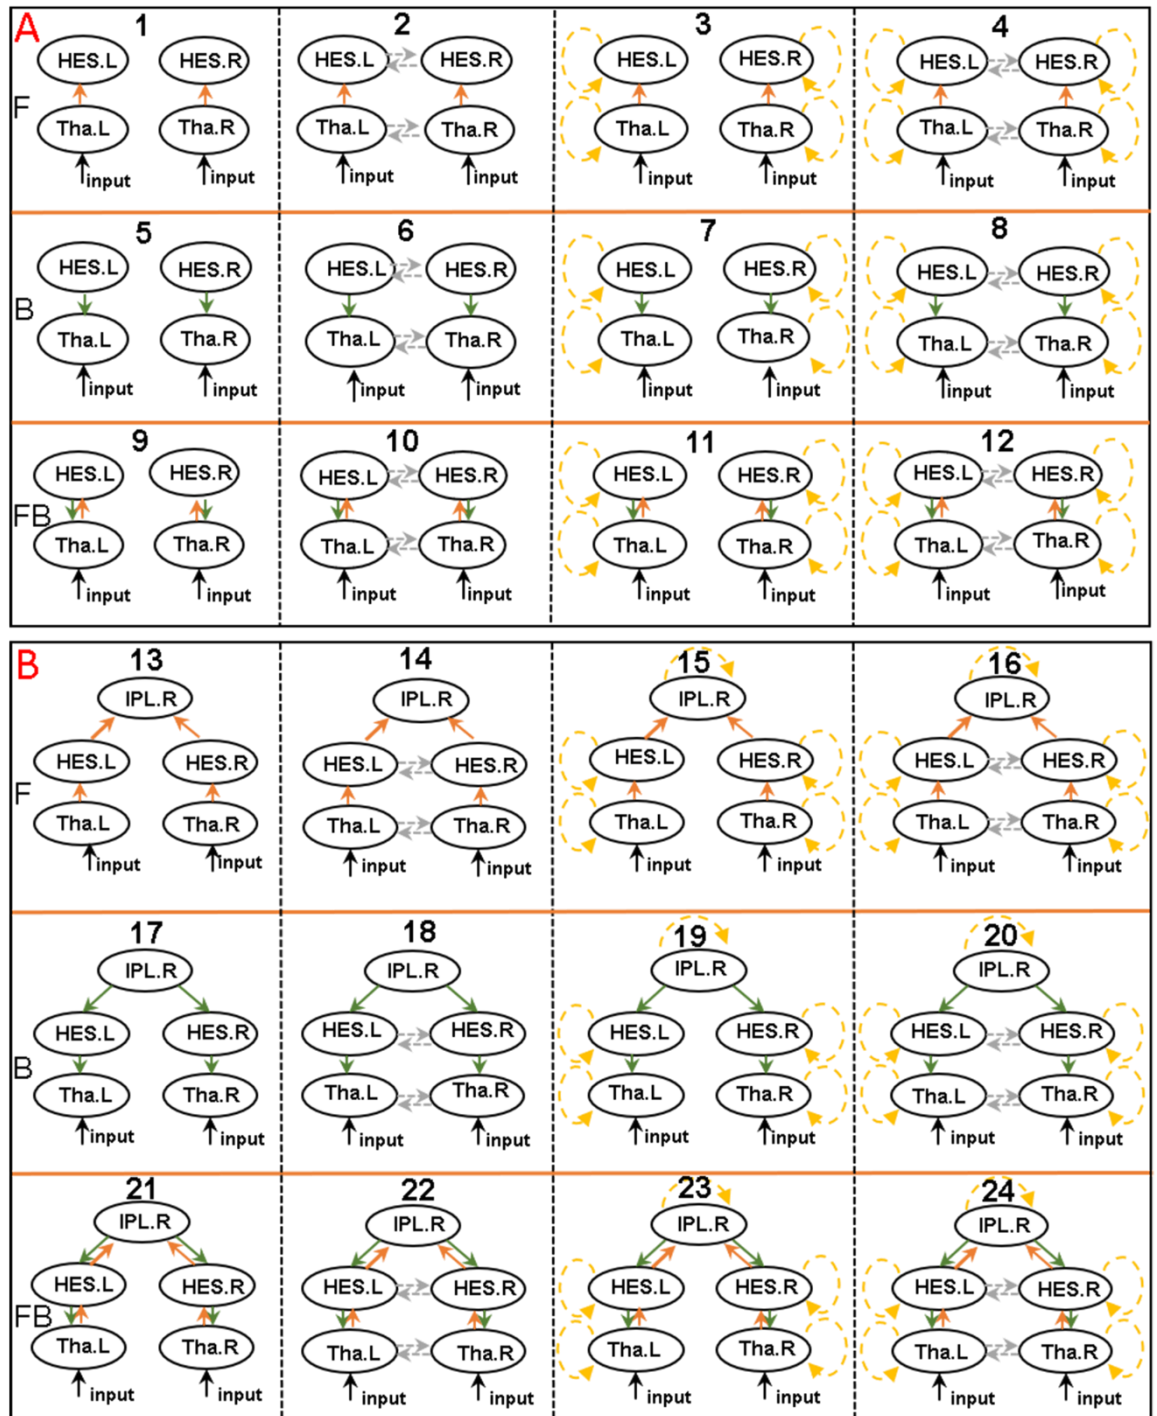 A
1 2 3 4
F
HES.L HES.R HES.L HES.R HES.L HES.R HES.L HES.R
Tha.L Tha.R Tha.L Tha.R Tha.L Tha.R Tha.L Tha.R
input input input input input input input input
5 6 7 8
B
HES.L HES.R HES.L HES.R HES.L HES.R HES.L HES.R
Tha.L Tha.R Tha.L Tha.R Tha.L Tha.R Tha.L Tha.R
input input input input input input input input
9 10 11 12
FB
HES.L HES.R HES.L HES.R HES.L HES.R HES.L HES.R
Tha.L Tha.R Tha.L Tha.R Tha.L Tha.R Tha.L Tha.R
input input input input input input input input
B
13 14 15 16
IPL.R IPL.R IPL.R IPL.R
F
HES.L HES.R HES.L HES.R HES.L HES.R HES.L HES.R
Tha.L Tha.R Tha.L Tha.R Tha.L Tha.R Tha.L Tha.R
input input input input input input input input
17 18 19 20
IPL.R IPL.R IPL.R IPL.R
B
HES.L HES.R HES.L HES.R HES.L HES.R HES.L HES.R
Tha.L Tha.R Tha.L Tha.R Tha.L Tha.R Tha.L Tha.R
input input input input input input input input
21 22 23 24
IPL.R IPL.R IPL.R IPL.R
FB
HES.L HES.R HES.L HES.R HES.L HES.R HES.L HES.R
Tha.L Tha.R Tha.L Tha.R Tha.L Tha.R Tha.L Tha.R
input input input input input input input input